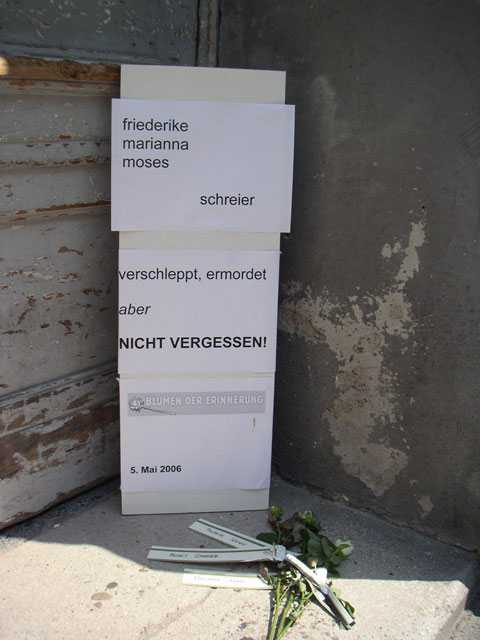 friederike
marianna
moses
schreier
verschleppt, ermordet
aber
NICHT VERGESSEN!
BLUMEN DER ERINNERUNG
5. Mai 2006